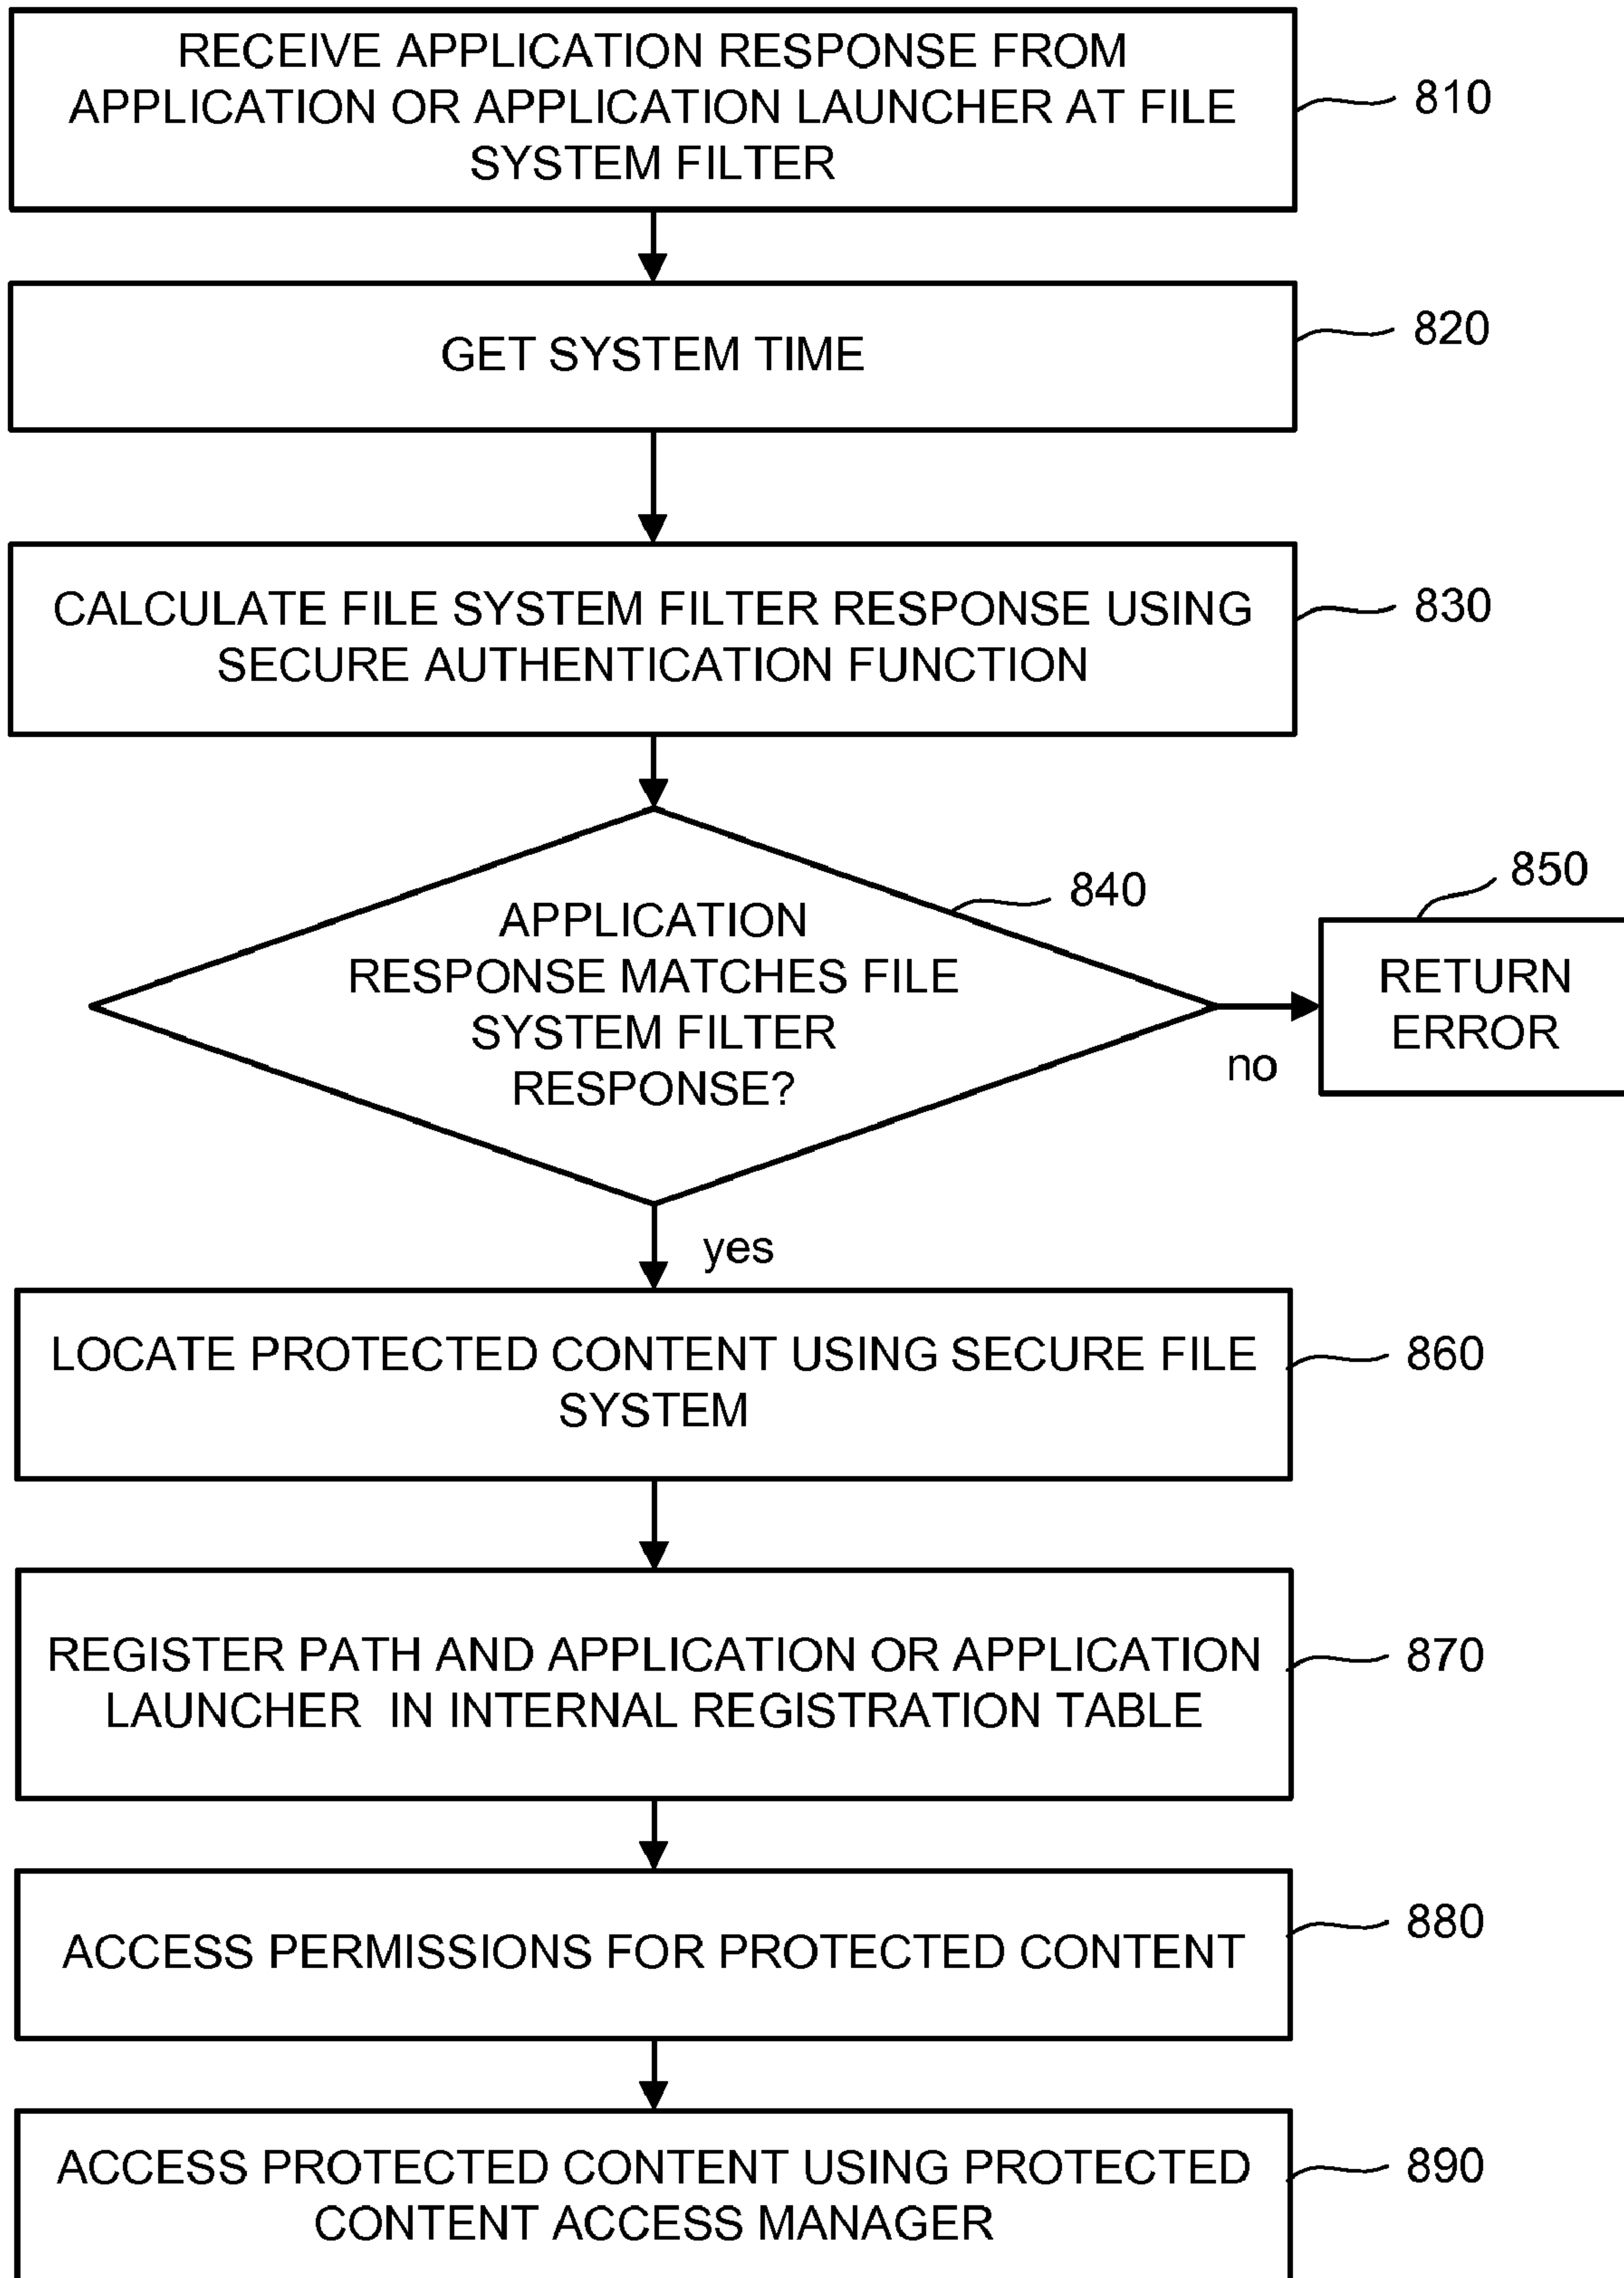 RECEIVE APPLICATION RESPONSE FROM
APPLICATION OR APPLICATION LAUNCHER AT FILE
SYSTEM FILTER
810
GET SYSTEM TIME
820
CALCULATE FILE SYSTEM FILTER RESPONSE USING
SECURE AUTHENTICATION FUNCTION
830
APPLICATION
RESPONSE MATCHES FILE
SYSTEM FILTER
RESPONSE?
840
no
850
RETURN
ERROR
yes
LOCATE PROTECTED CONTENT USING SECURE FILE
SYSTEM
860
REGISTER PATH AND APPLICATION OR APPLICATION
LAUNCHER IN INTERNAL REGISTRATION TABLE
870
ACCESS PERMISSIONS FOR PROTECTED CONTENT
880
ACCESS PROTECTED CONTENT USING PROTECTED
CONTENT ACCESS MANAGER
890